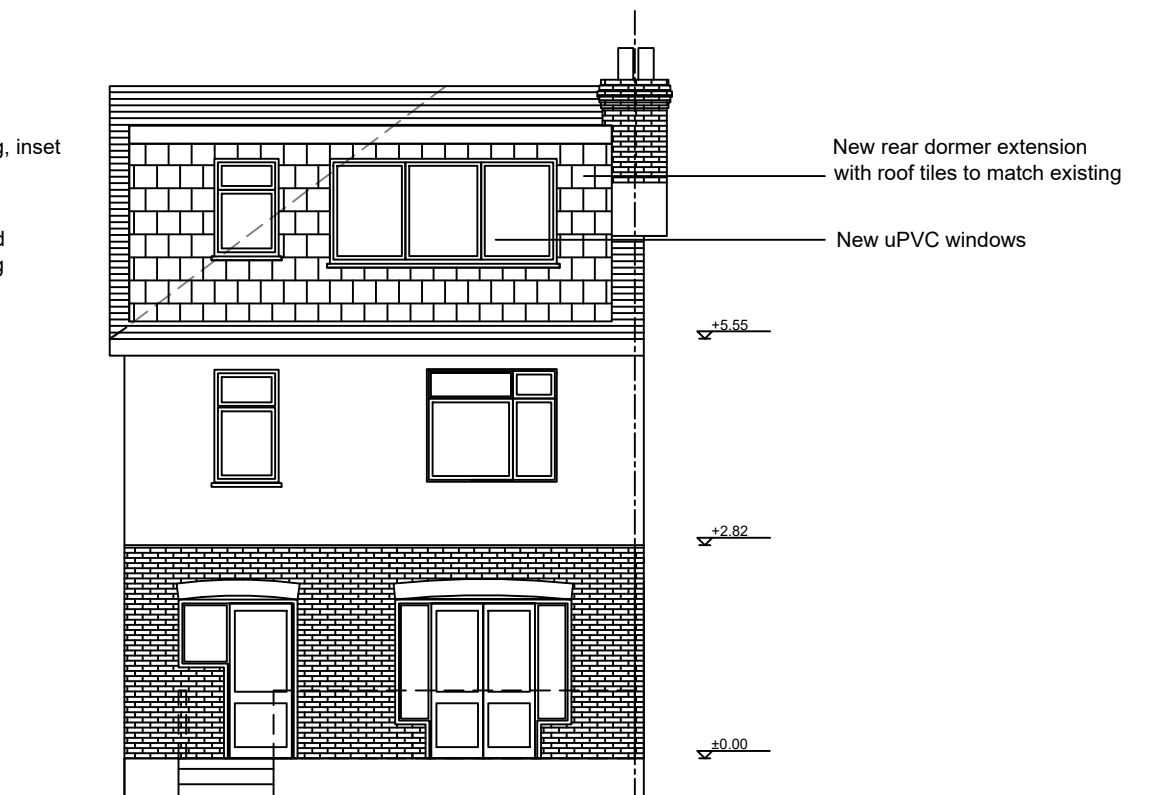 g, inset
d
g
New rear dormer extension
with roof tiles to match existing
New uPVC windows
+5.55
+2.82
±0.00